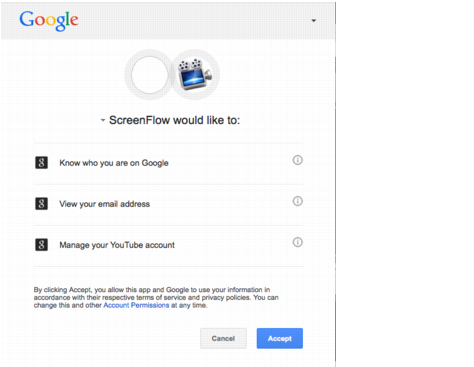 Google
ScreenFlow would like to:
Know who you are on Google
View your email address
Manage your YouTube account
By clicking Accept, you allow this app and Google to use your information in
accordance with their respective terms of service and privacy policies. You can
change this and other Account Permissions at any time.
Cancel Accept